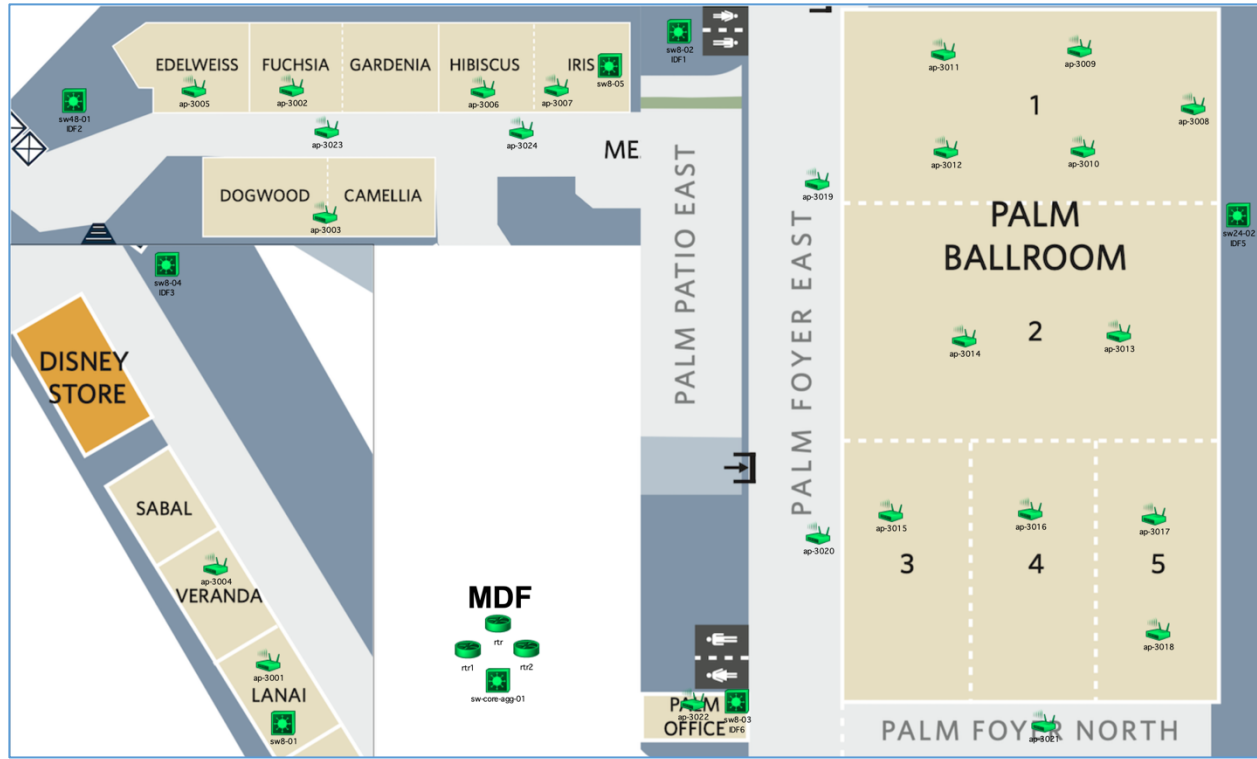 EDELWEISS
ap-3005
FUCHSIA
ap-3002
GARDENIA
HIBISCUS
ap-3006
IRIS
ap-3007
sw8-05
sw48-01
IDF2
ap-3023
ap-3024
ME
DOGWOOD
CAMELLIA
ap-3003
sw8-04
IDF3
DISNEY
STORE
SABAL
ap-3004
VERANDA
ap-3001
LANAI
sw8-01
MDF
rtr
rtr1
rtr2
sw-core-agg-01
sw8-02
IDF1
PALM PATIO EAST
PALM FOYER EAST
ap-3019
ap-3020
PALM
OFFICE
ap-3022
sw8-03
IDF6
ap-3011
ap-3009
1
ap-3008
ap-3012
ap-3010
PALM
BALLROOM
sw24-02
IDF5
2
ap-3014
ap-3013
ap-3015
ap-3016
ap-3017
3
4
5
ap-3018
PALM FOYER NORTH
ap-3021